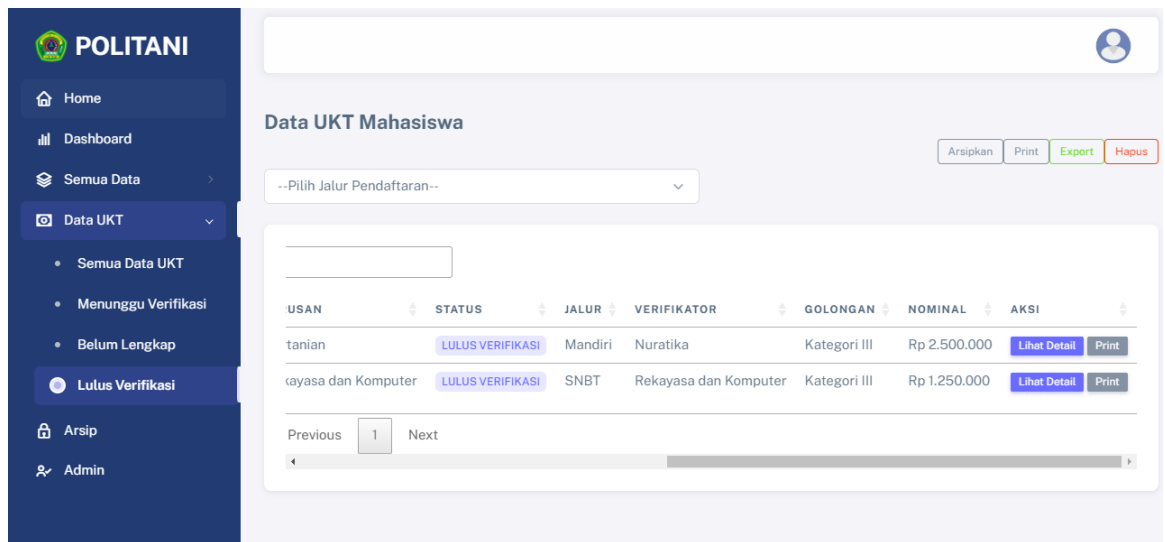 POLITANI
Home
Dashboard
Semua Data
Data UKT
Semua Data UKT
Menunggu Verifikasi
Belum Lengkap
Lulus Verifikasi
Arsip
Admin
Data UKT Mahasiswa
Arsipkan Print Export Hapus
--Pilih Jalur Pendaftaran--
USAN STATUS JALUR VERIFIKATOR GOLONGAN NOMINAL AKSI
tanian LULUS VERIFIKASI Mandiri Nuratika Kategori III Rp 2.500.000 Lihat Detail Print
kayasa dan Komputer LULUS VERIFIKASI SNBT Rekayasa dan Komputer Kategori III Rp 1.250.000 Lihat Detail Print
Previous 1 Next